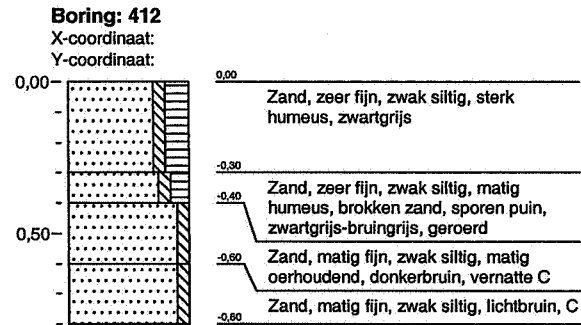 Boring: 412
X-coordinaat:
Y-coordinaat:
0,00
0,00
Zand, zeer fijn, zwak siltig, sterk
humeus, zwartgrijs
-0,30
Zand, zeer fijn, zwak siltig, matig
-0,40
humeus, brokken zand, sporen puin,
zwartgrijs-bruingrijs, geroerd
0,50
Zand, matig fijn, zwak siltig, matig
-0,60
oerhoudend, donkerbruin, vernatte C
Zand, matig fijn, zwak siltig, lichtbruin, C
-0,60